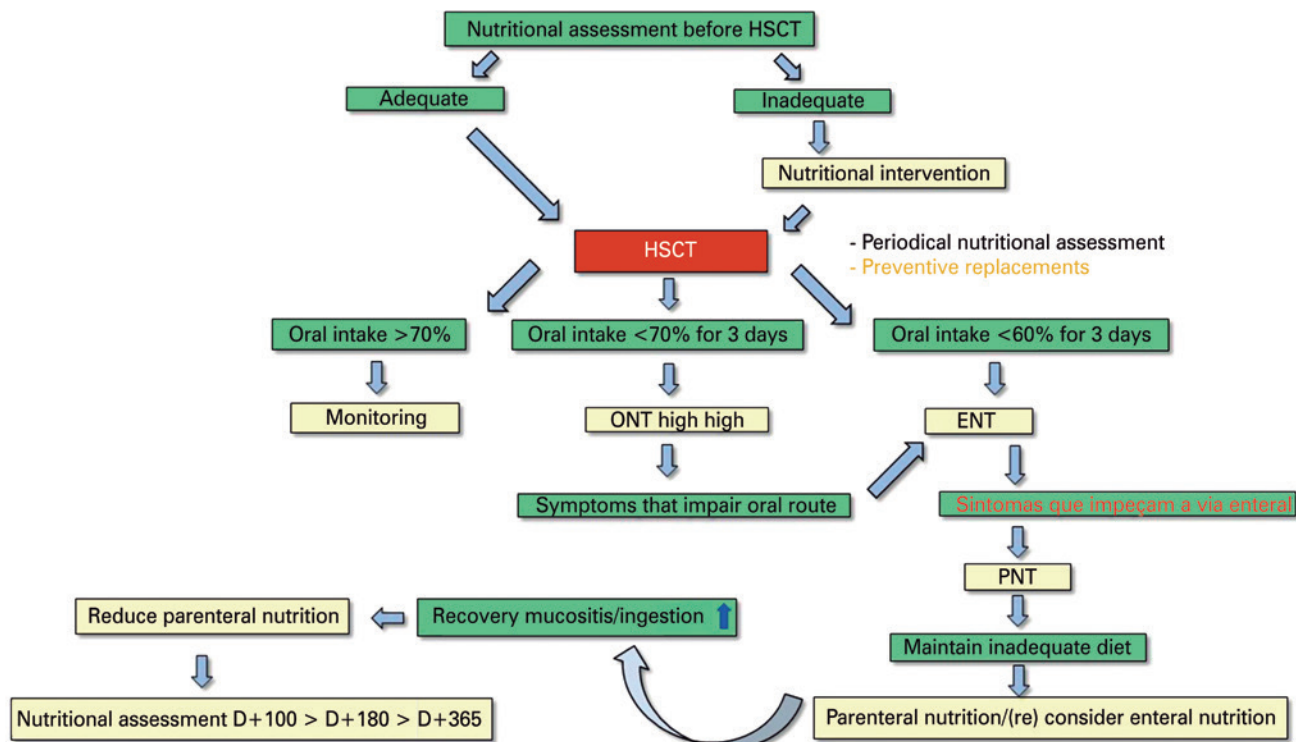 Nutritional assessment before HSCT
Adequate
Inadequate
Nutritional intervention
HSCT
- Periodical nutritional assessment
- Preventive replacements
Oral intake >70%
Oral intake <70% for 3 days
Oral intake <60% for 3 days
Monitoring
ONT high high
ENT
Symptoms that impair oral route
Sintomas que impeçam a via enteral
PNT
Reduce parenteral nutrition
Recovery mucositis/ingestion
Maintain inadequate diet
Nutritional assessment D+100 > D+180 > D+365
Parenteral nutrition/(re) consider enteral nutrition